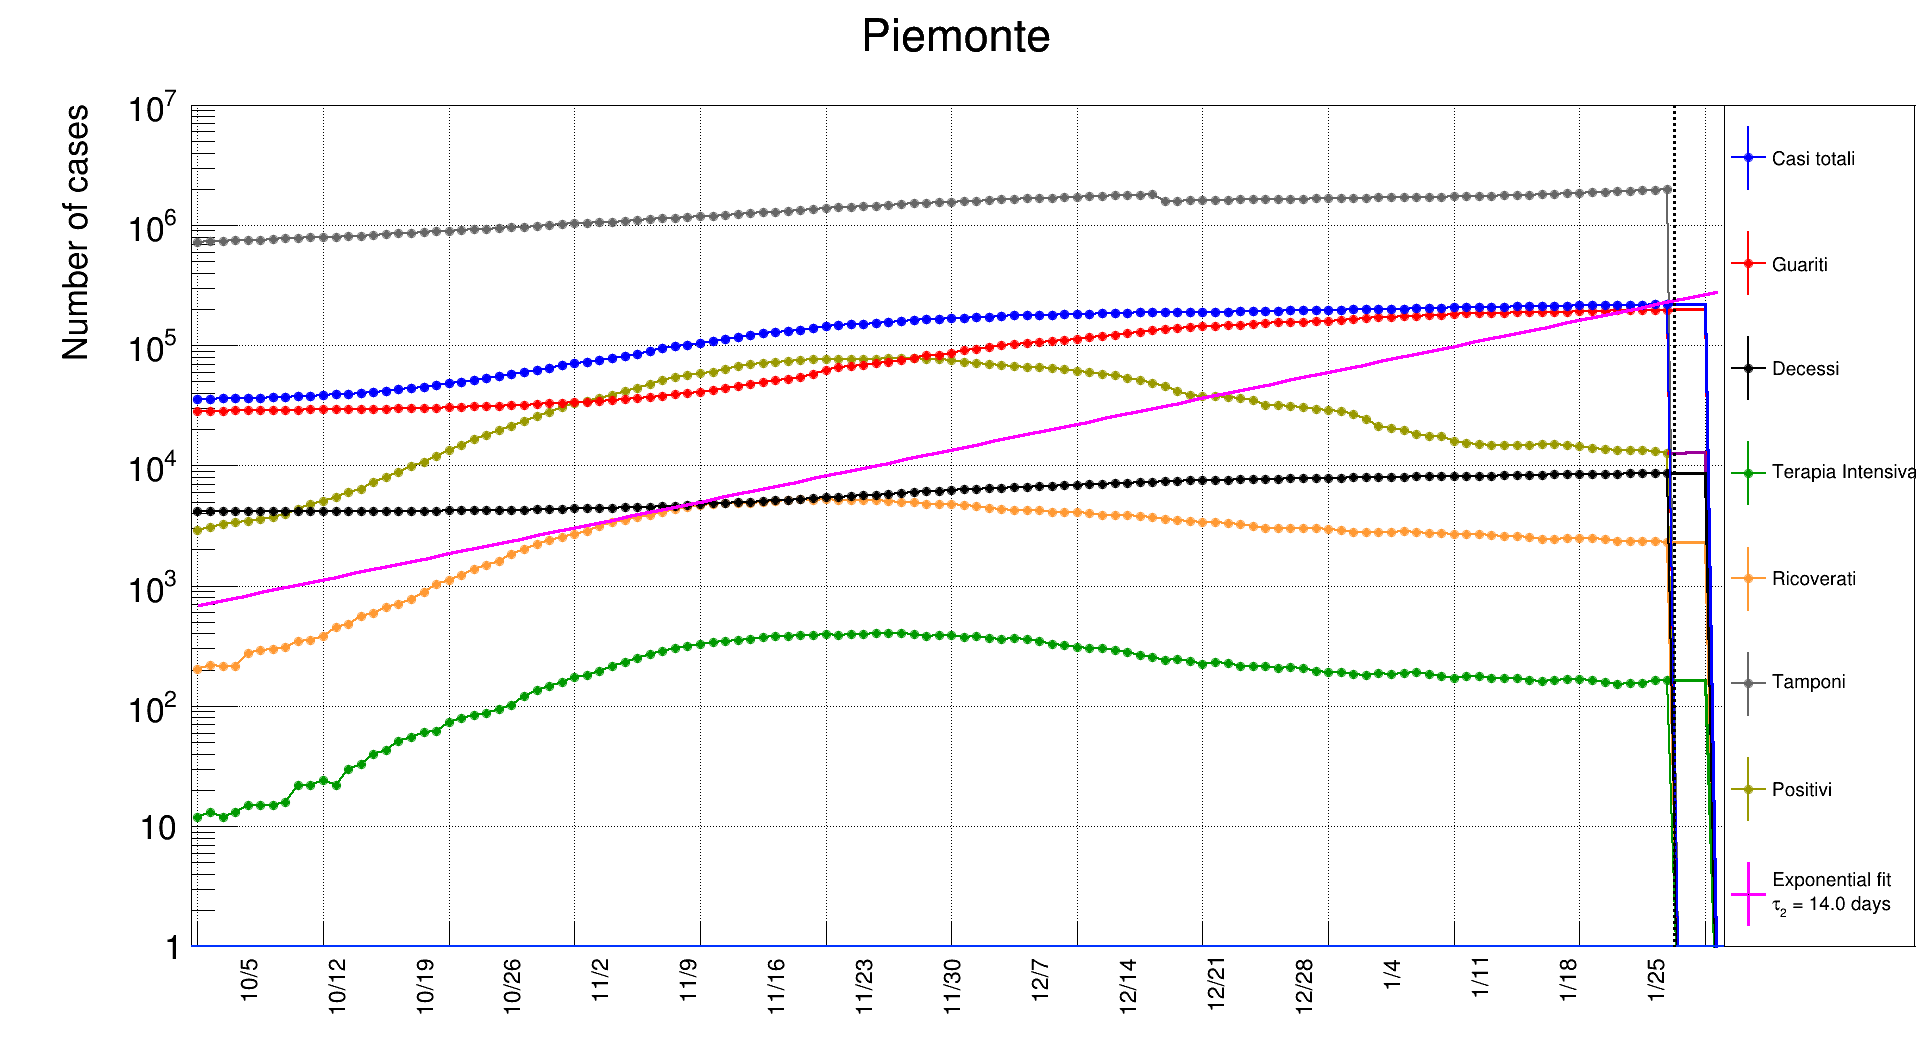 Piemonte
Number of cases
10^7
10^6
10^5
10^4
10^3
10^2
10
1
10/5
10/12
10/19
10/26
11/2
11/9
11/16
11/23
11/30
12/7
12/14
12/21
12/28
1/4
1/11
1/18
1/25
Casi totali
Guariti
Decessi
Terapia Intensiva
Ricoverati
Tamponi
Positivi
Exponential fit
τ₂ = 14.0 days